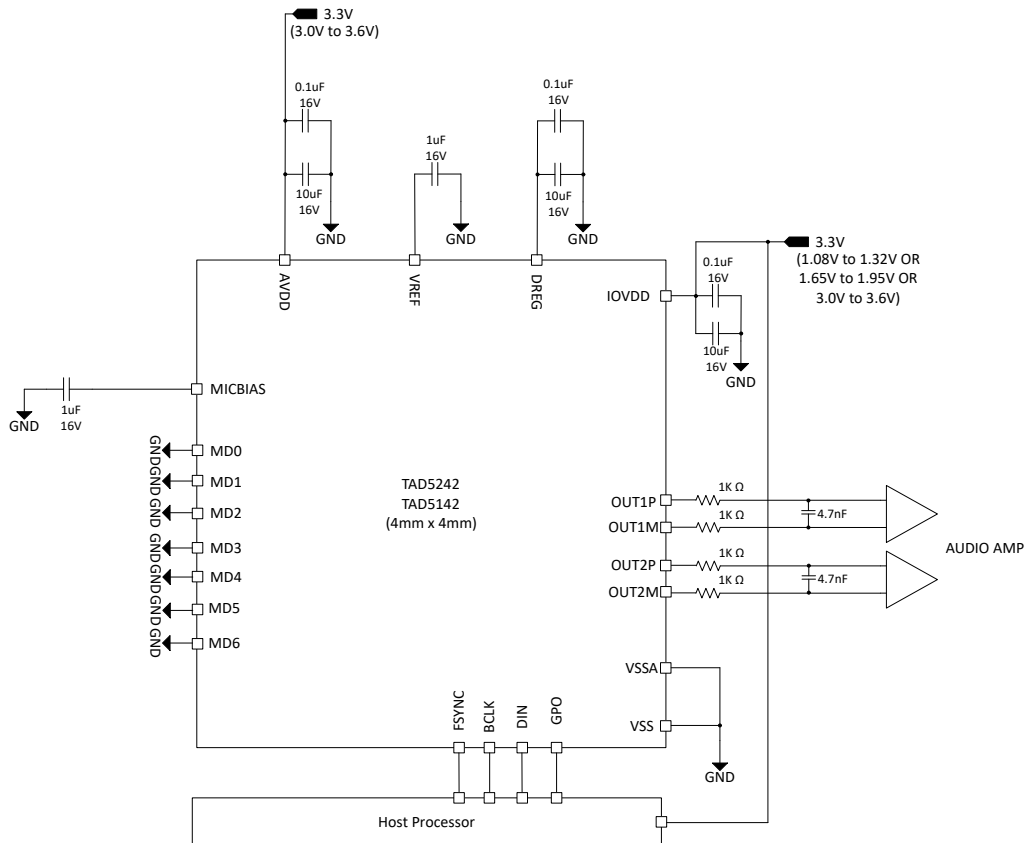 3.3V
(3.0V to 3.6V)
0.1uF
16V
10uF
16V
GND
1uF
16V
GND
0.1uF
16V
10uF
16V
GND
3.3V
(1.08V to 1.32V OR
1.65V to 1.95V OR
3.0V to 3.6V)
0.1uF
16V
10uF
16V
GND
AVDD
VREF
DREG
IOVDD
MICBIAS
1uF
16V
GND
GND
MD0
GND
MD1
GND
MD2
GND
MD3
GND
MD4
GND
MD5
GND
MD6
TAD5242
TAD5142
(4mm x 4mm)
OUT1P
1K Ω
OUT1M
1K Ω
4.7nF
OUT2P
1K Ω
OUT2M
1K Ω
4.7nF
AUDIO AMP
VSSA
VSS
GND
FSYNC
BCLK
DIN
GPO
Host Processor